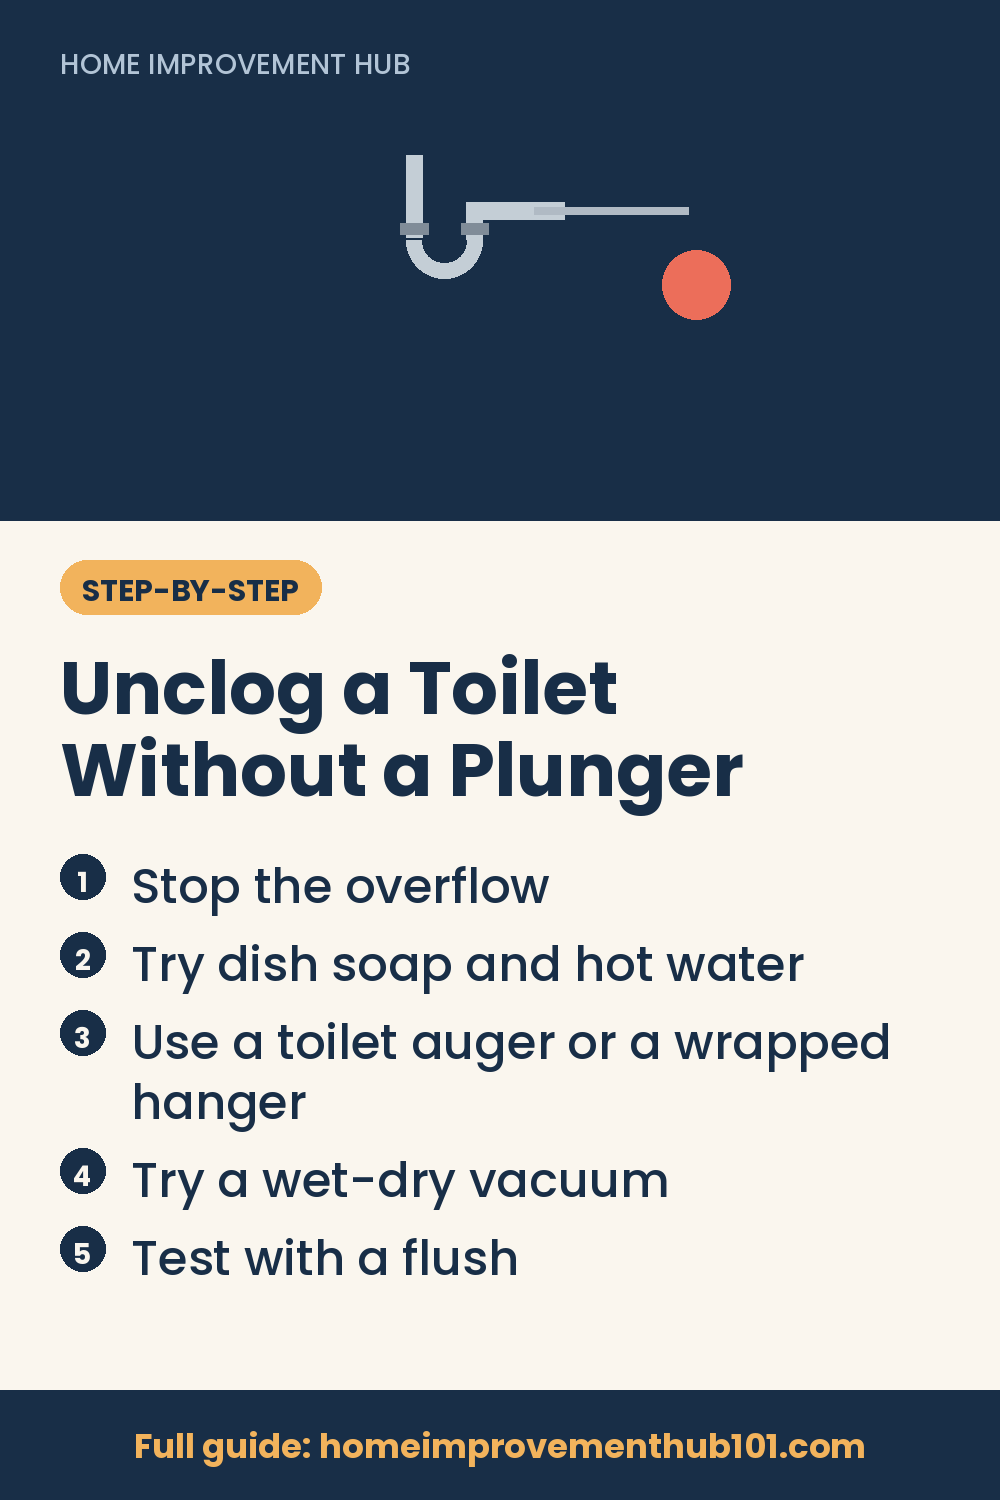 HOME IMPROVEMENT HUB
STEP-BY-STEP
Unclog a Toilet
Without a Plunger
1 Stop the overflow
2 Try dish soap and hot water
3 Use a toilet auger or a wrapped
hanger
4 Try a wet-dry vacuum
5 Test with a flush
Full guide: homeimprovementhub101.com